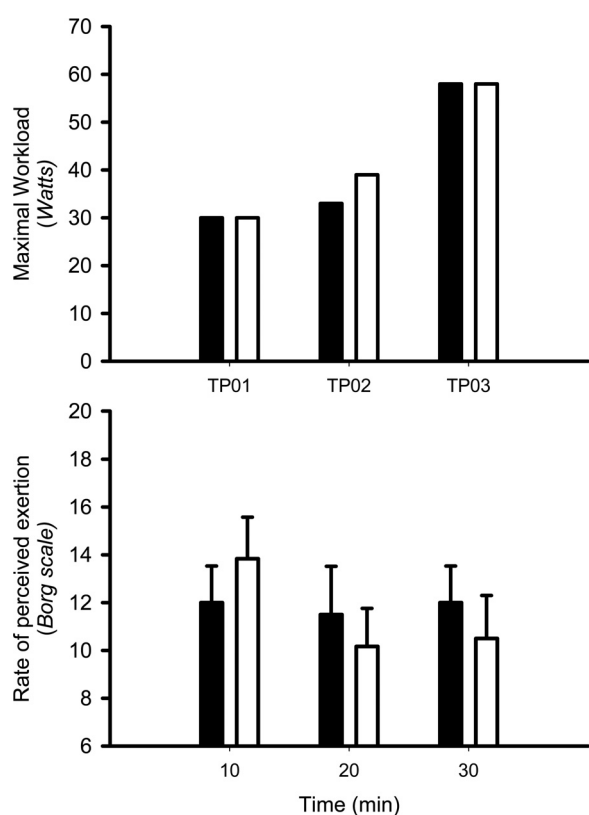 Maximal Workload
(Watts)
70
60
50
40
30
20
10
0
TP01 TP02 TP03
Rate of perceived exertion
(Borg scale)
20
18
16
14
12
10
8
6
10 20 30
Time (min)